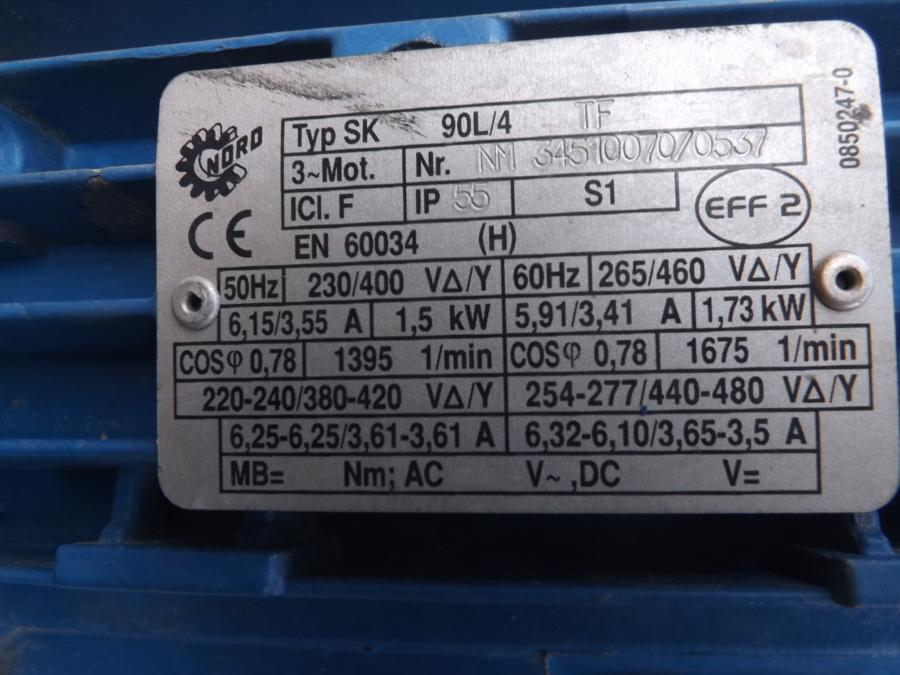 NORD
Typ SK 90L/4 TF
3~Mot. Nr. NM 34510070/0537
ICI. F IP 55 S1 EFF 2
CE EN 60034 (H)
50Hz 230/400 VΔ/Y 60Hz 265/460 VΔ/Y
6,15/3,55 A 1,5 kW 5,91/3,41 A 1,73 kW
COSφ 0,78 1395 1/min COSφ 0,78 1675 1/min
220-240/380-420 VΔ/Y 254-277/440-480 VΔ/Y
6,25-6,25/3,61-3,61 A 6,32-6,10/3,65-3,5 A
MB= Nm; AC V~ ,DC V=
0850247-0